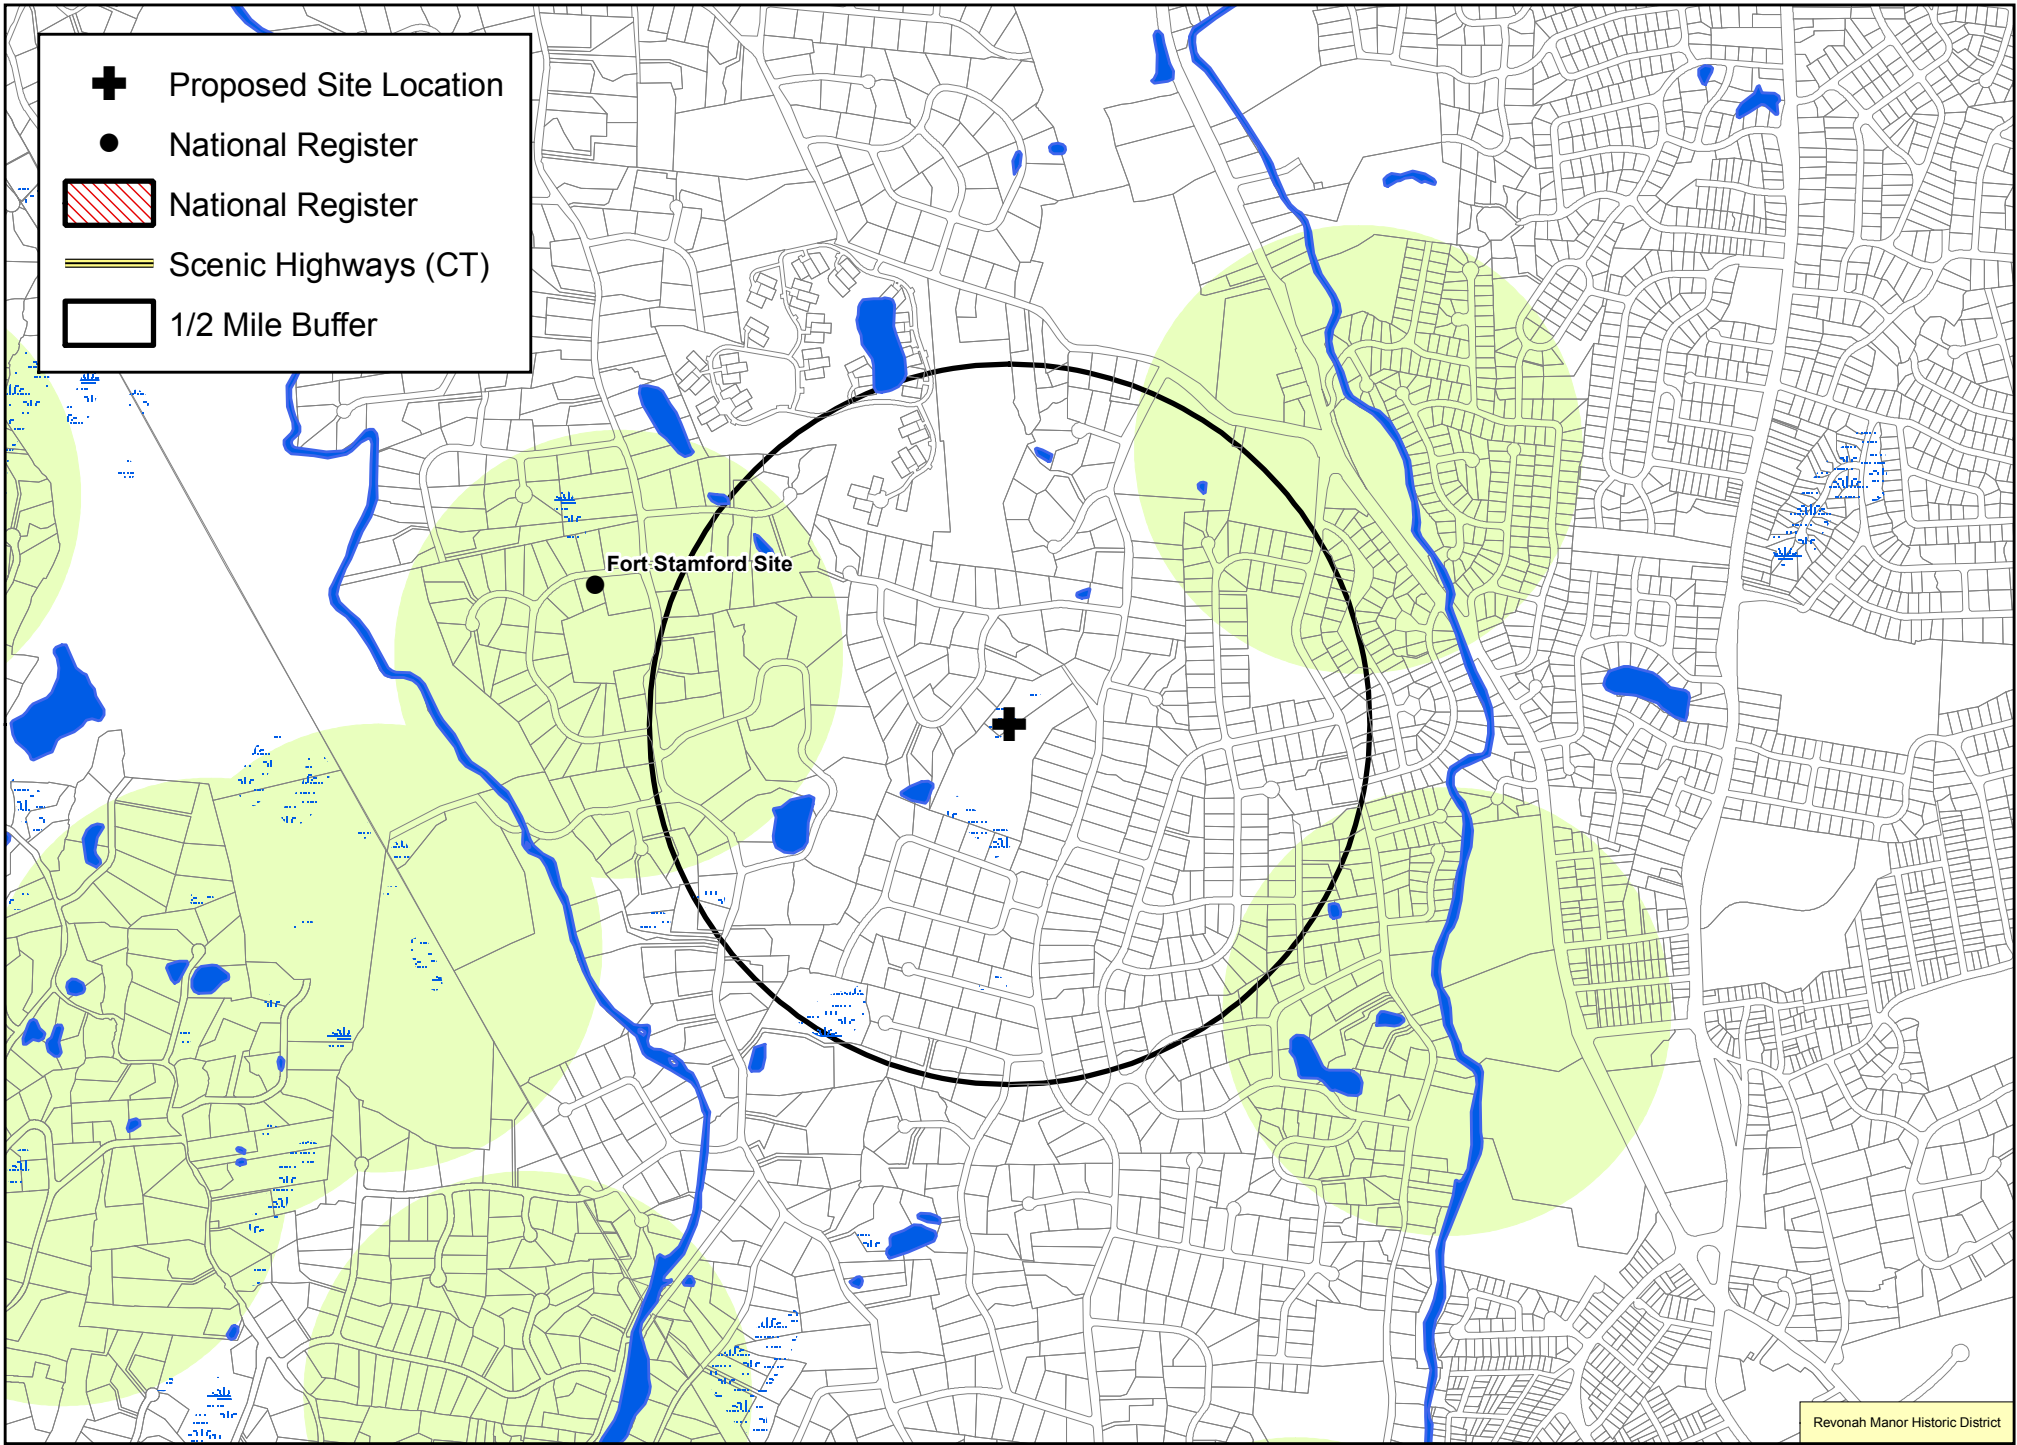 Proposed Site Location
National Register
National Register
Scenic Highways (CT)
1/2 Mile Buffer
Fort Stamford Site
Revonah Manor Historic District